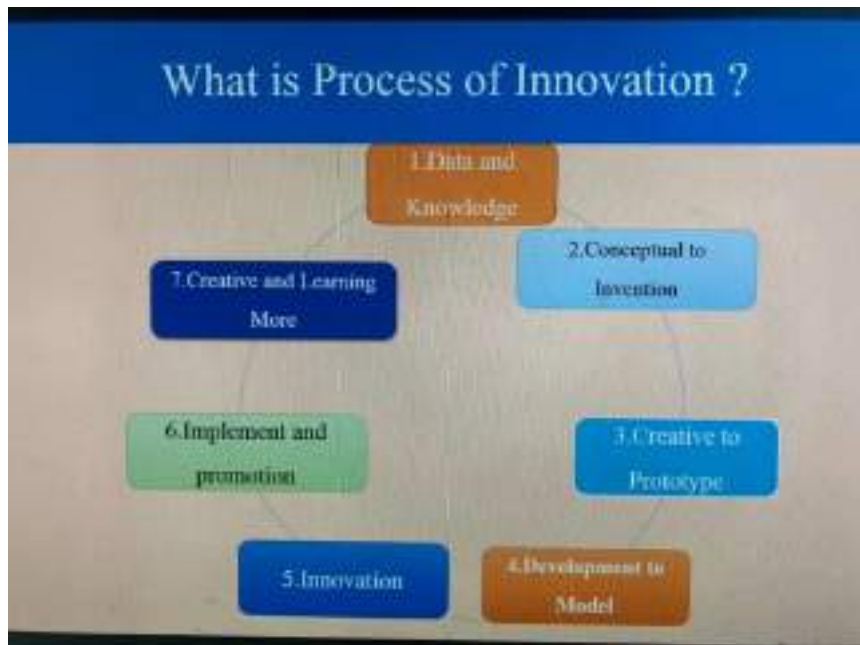 What is Process of Innovation ?
1.Data and
Knowledge
2.Conceptual to
Invention
3.Creative to
Prototype
4.Development to
Model
5.Innovation
6.Implement and
promotion
7.Creative and Learning
More